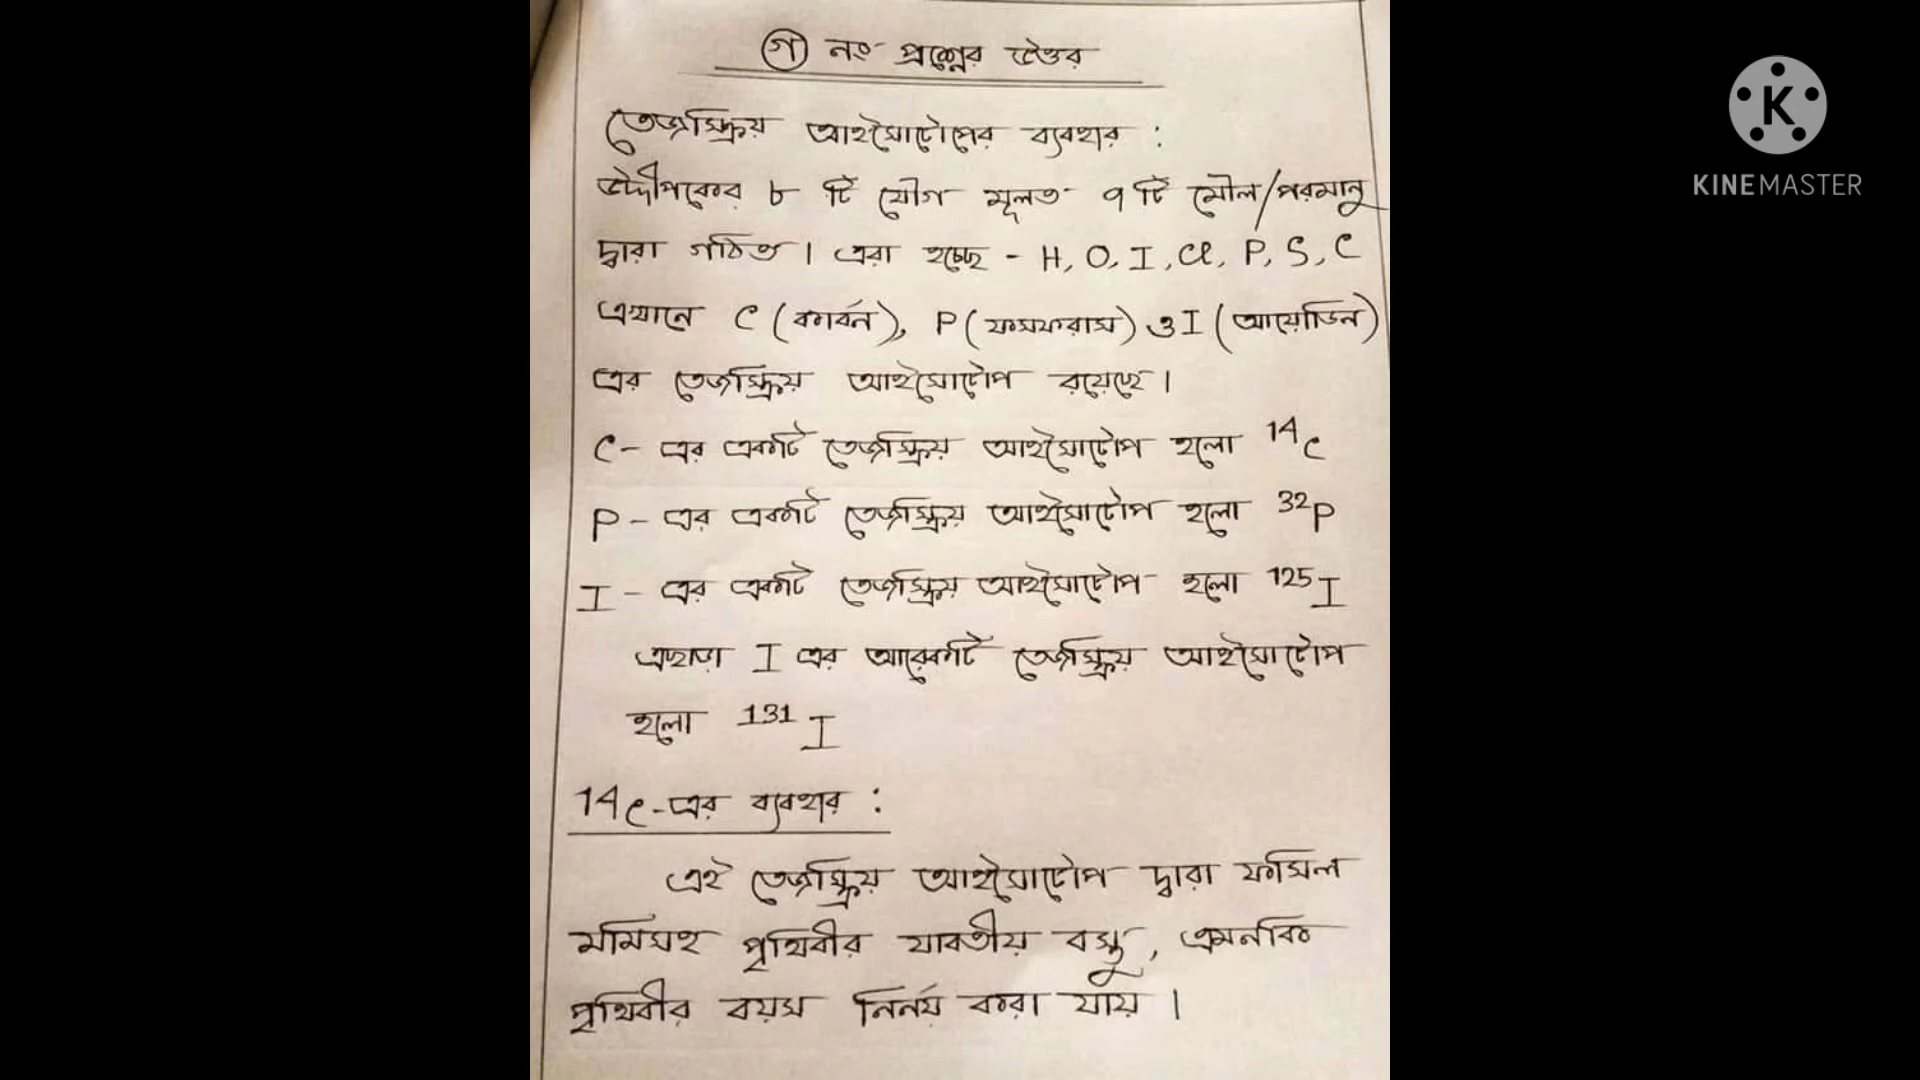 গ নং প্রশ্নের উত্তর
তেজস্ক্রিয় আইসোটোপের ব্যবহার :
উদ্দীপকের ৮ টি যৌগ মূলত ৭ টি মৌল/পরমানু
দ্বারা গঠিত । এরা হচ্ছে - H, O, I, Cl, P, S, C
এখানে C (কার্বন), P (ফসফরাস) ও I (আয়োডিন)
এর তেজস্ক্রিয় আইসোটোপ রয়েছে ।
C - এর একটি তেজস্ক্রিয় আইসোটোপ হলো ¹⁴C
P - এর একটি তেজস্ক্রিয় আইসোটোপ হলো ³²P
I - এর একটি তেজস্ক্রিয় আইসোটোপ হলো ¹²⁵I
এছাড়া I এর আরেকটি তেজস্ক্রিয় আইসোটোপ
হলো ¹³¹I
14C-এর ব্যবহার :
এই তেজস্ক্রিয় আইসোটোপ দ্বারা ফসিল
মমিসহ পৃথিবীর যাবতীয় বস্তু, এমনকি
পৃথিবীর বয়স নির্নয় করা যায় ।
K
KINEMASTER